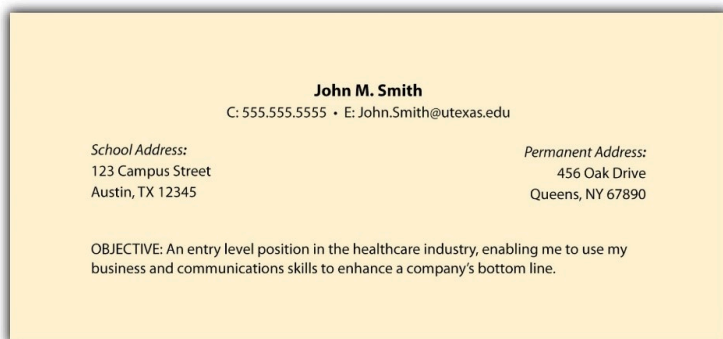 John M. Smith
C: 555.555.5555 • E: John.Smith@utexas.edu
School Address:
123 Campus Street
Austin, TX 12345
Permanent Address:
456 Oak Drive
Queens, NY 67890
OBJECTIVE: An entry level position in the healthcare industry, enabling me to use my
business and communications skills to enhance a company’s bottom line.